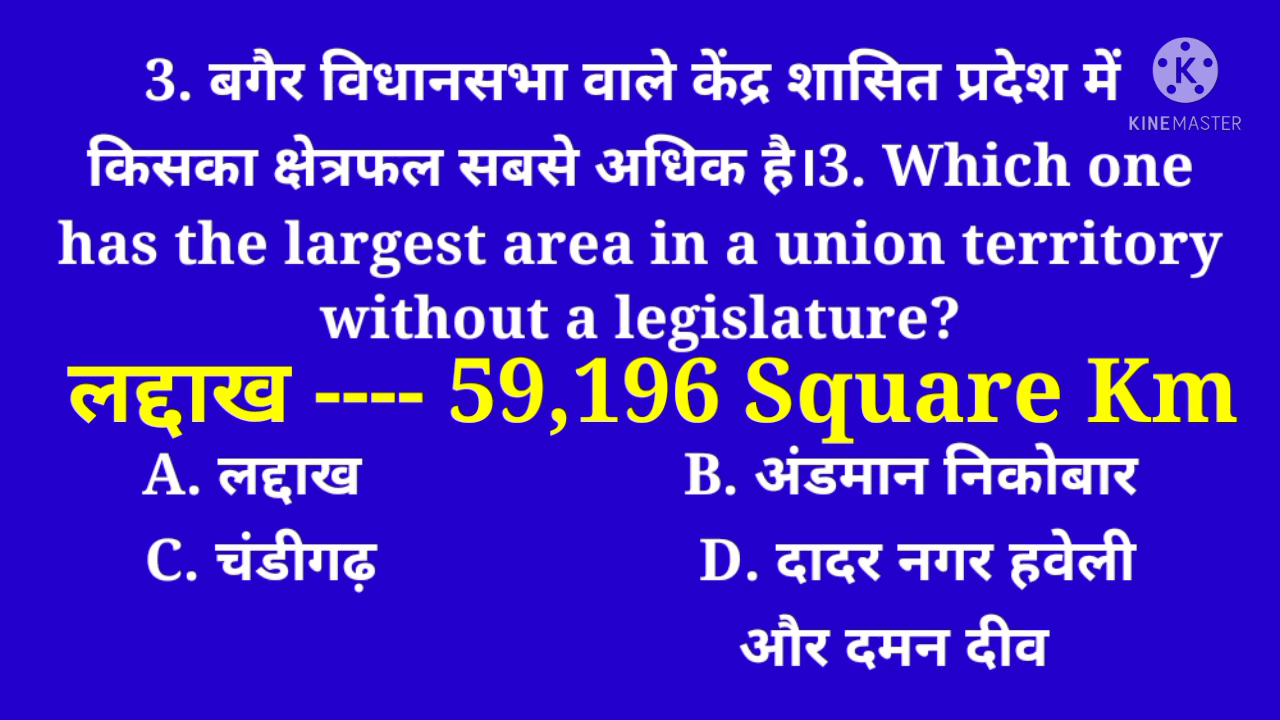 3. बगैर विधानसभा वाले केंद्र शासित प्रदेश में
K
KINEMASTER
किसका क्षेत्रफल सबसे अधिक है।3. Which one
has the largest area in a union territory
without a legislature?
लद्दाख ---- 59,196 Square Km
A. लद्दाख B. अंडमान निकोबार
C. चंडीगढ़ D. दादर नगर हवेली
और दमन दीव